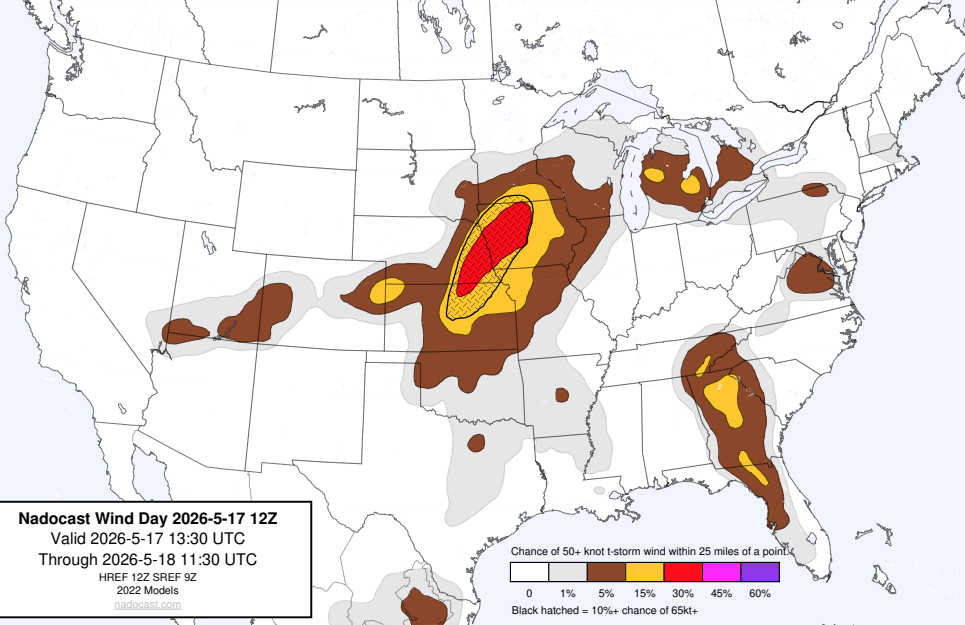 Nadocast Wind Day 2026-5-17 12Z
Valid 2026-5-17 13:30 UTC
Through 2026-5-18 11:30 UTC
HREF 12Z SREF 9Z
2022 Models
nadocast.com
Chance of 50+ knot t-storm wind within 25 miles of a point.
0 1% 5% 15% 30% 45% 60%
Black hatched = 10%+ chance of 65kt+